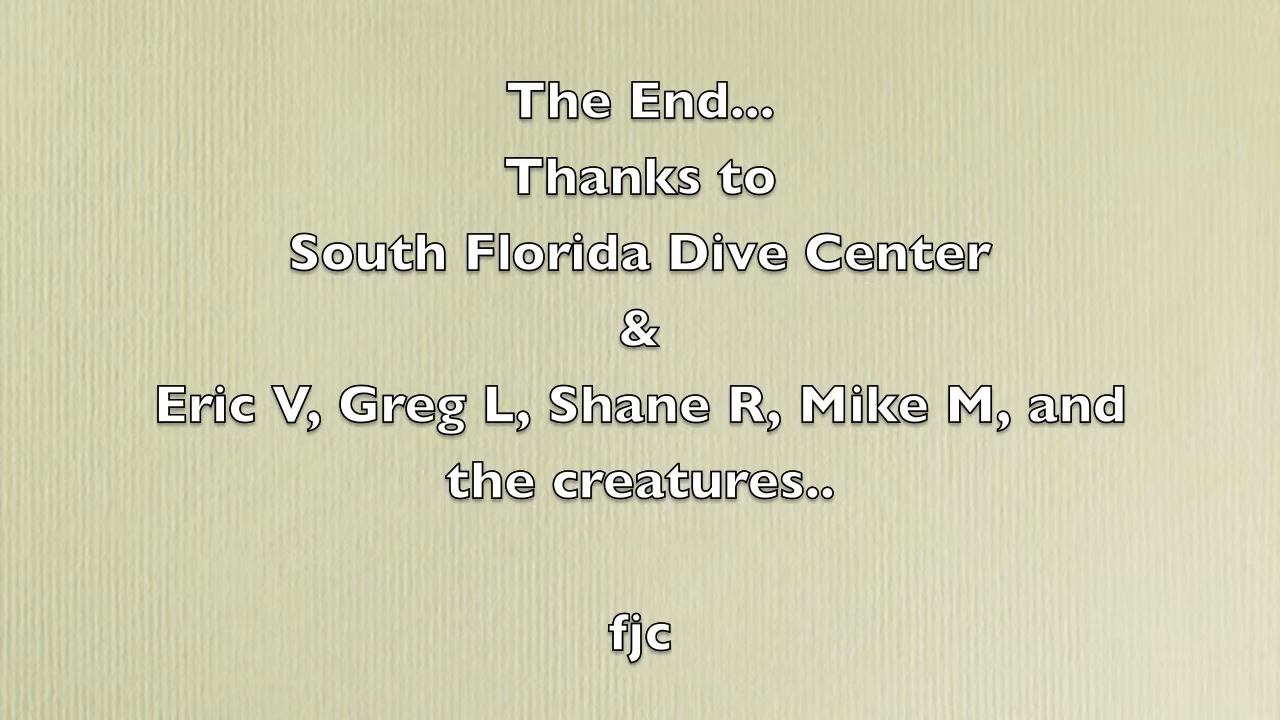 The End...
Thanks to
South Florida Dive Center
&
Eric V, Greg L, Shane R, Mike M, and
the creatures..
fjc